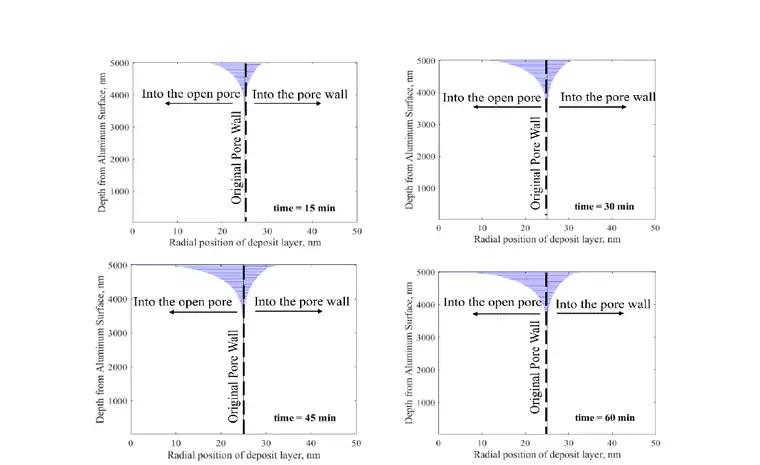 Depth from Aluminum Surface, nm
5000
4000
3000
2000
1000
Into the open pore
Into the pore wall
Original Pore Wall
time = 15 min
0 10 20 30 40 50
Radial position of deposit layer, nm
Depth from Aluminum Surface, nm
5000
4000
3000
2000
1000
Into the open pore
Into the pore wall
Original Pore Wall
time = 30 min
0 10 20 30 40 50
Radial position of deposit layer, nm
Depth from Aluminum Surface, nm
5000
4000
3000
2000
1000
Into the open pore
Into the pore wall
Original Pore Wall
time = 45 min
0 10 20 30 40 50
Radial position of deposit layer, nm
Depth from Aluminum Surface, nm
5000
4000
3000
2000
1000
Into the open pore
Into the pore wall
Original Pore Wall
time = 60 min
0 10 20 30 40 50
Radial position of deposit layer, nm